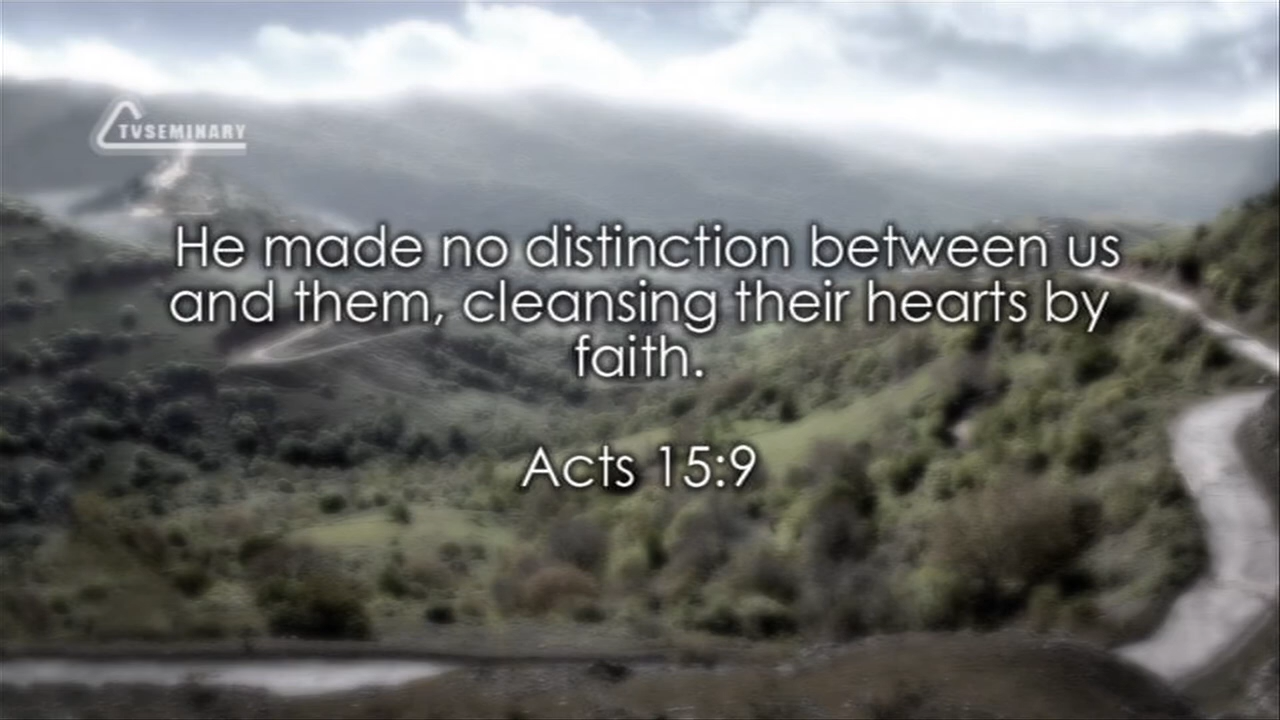 TVSEMINARY
He made no distinction between us
and them, cleansing their hearts by
faith.
Acts 15:9